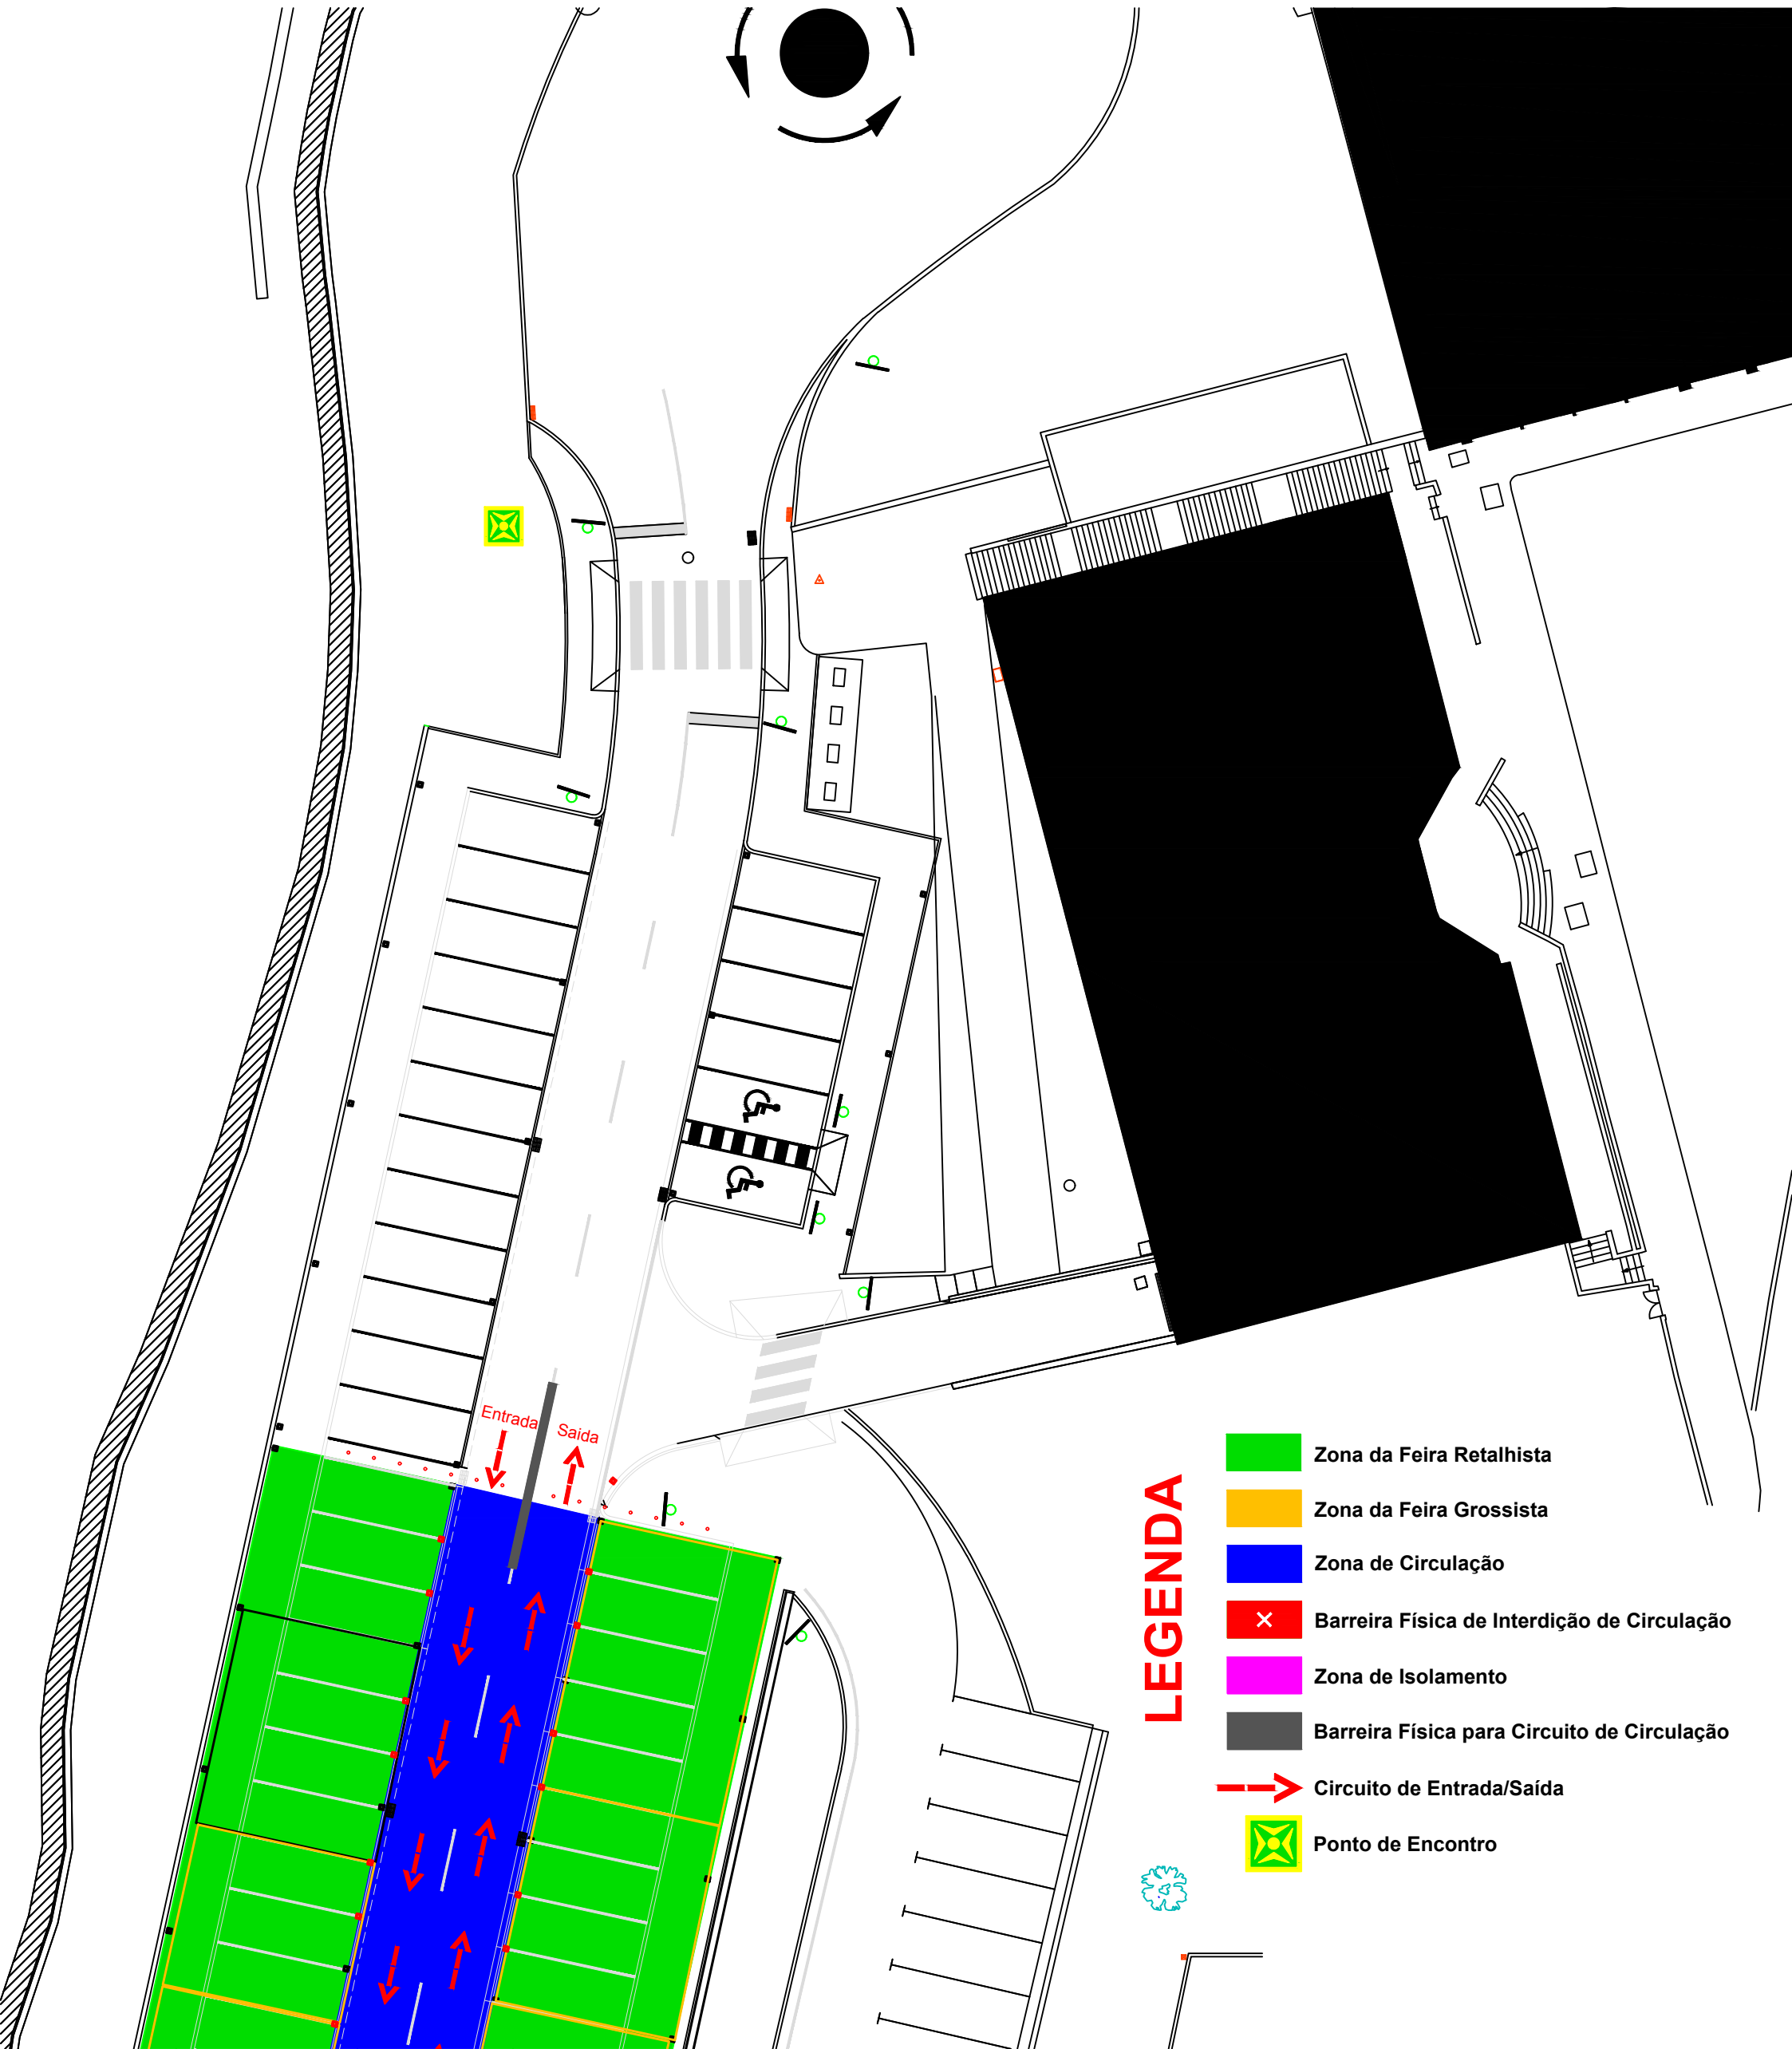 Entrada
Saida
LEGENDA
Zona da Feira Retalhista
Zona da Feira Grossista
Zona de Circulação
Barreira Física de Interdição de Circulação
Zona de Isolamento
Barreira Física para Circuito de Circulação
Circuito de Entrada/Saída
Ponto de Encontro